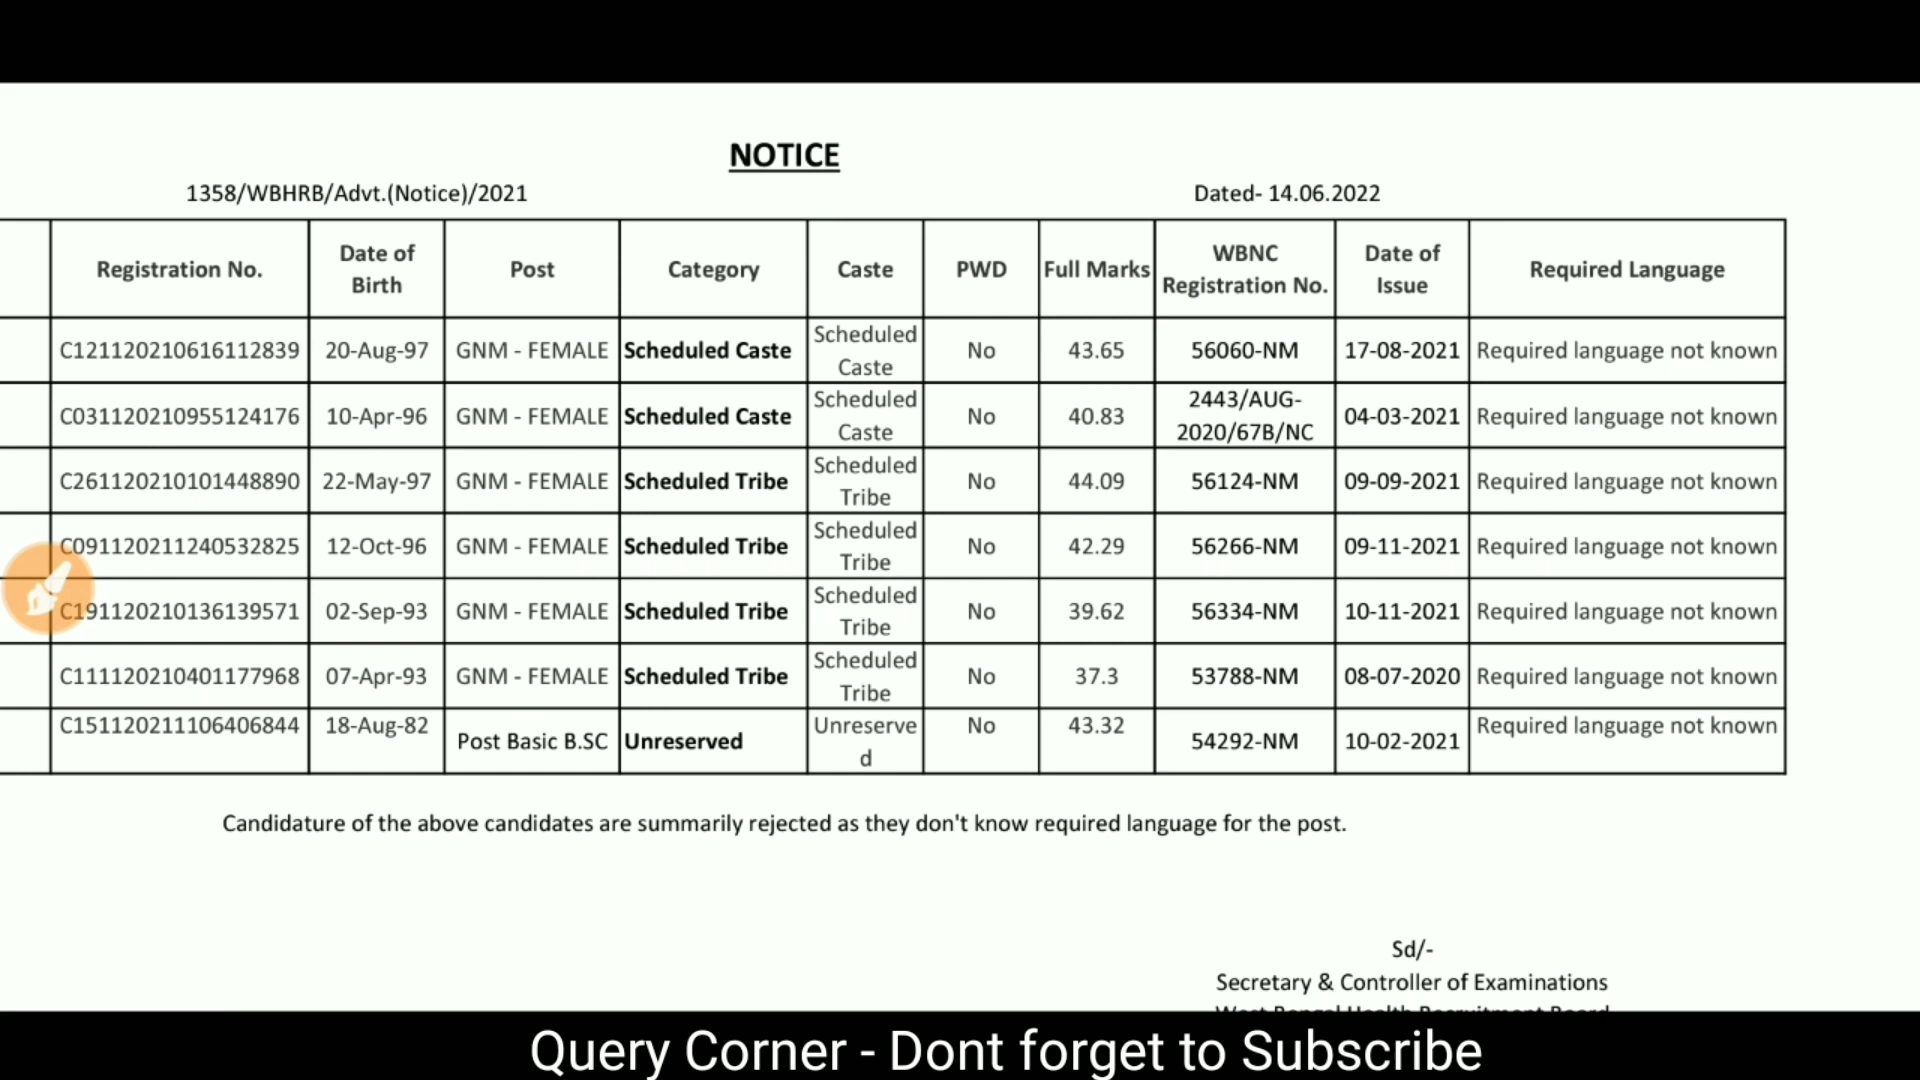 NOTICE
1358/WBHRB/Advt.(Notice)/2021 Dated- 14.06.2022
Registration No. Date of Birth Post Category Caste PWD Full Marks WBNC Registration No. Date of Issue Required Language
C121120210616112839 20-Aug-97 GNM - FEMALE Scheduled Caste Scheduled Caste No 43.65 56060-NM 17-08-2021 Required language not known
C031120210955124176 10-Apr-96 GNM - FEMALE Scheduled Caste Scheduled Caste No 40.83 2443/AUG-2020/67B/NC 04-03-2021 Required language not known
C261120210101448890 22-May-97 GNM - FEMALE Scheduled Tribe Scheduled Tribe No 44.09 56124-NM 09-09-2021 Required language not known
C091120211240532825 12-Oct-96 GNM - FEMALE Scheduled Tribe Scheduled Tribe No 42.29 56266-NM 09-11-2021 Required language not known
C191120210136139571 02-Sep-93 GNM - FEMALE Scheduled Tribe Scheduled Tribe No 39.62 56334-NM 10-11-2021 Required language not known
C111120210401177968 07-Apr-93 GNM - FEMALE Scheduled Tribe Scheduled Tribe No 37.3 53788-NM 08-07-2020 Required language not known
C151120211106406844 18-Aug-82 Post Basic B.SC Unreserved Unreserved No 43.32 54292-NM 10-02-2021 Required language not known
Candidature of the above candidates are summarily rejected as they don't know required language for the post.
Sd/-
Secretary & Controller of Examinations
West Bengal Health Recruitment Board
Query Corner - Dont forget to Subscribe